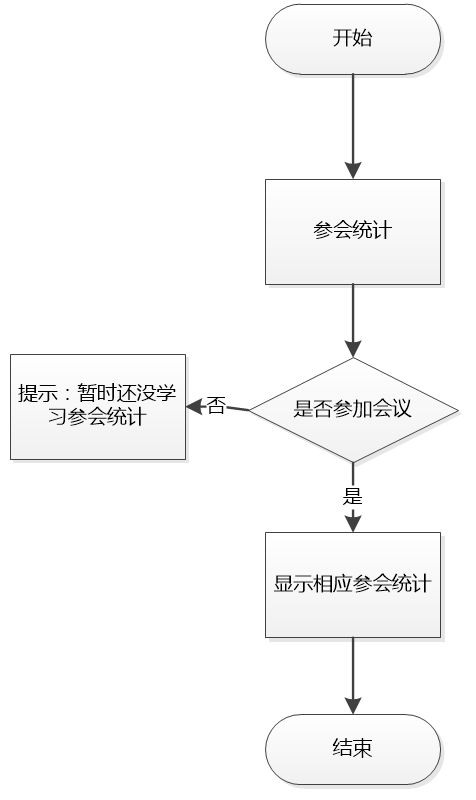 开始
参会统计
是否参加会议
否
提示：暂时还没学
习参会统计
是
显示相应参会统计
结束